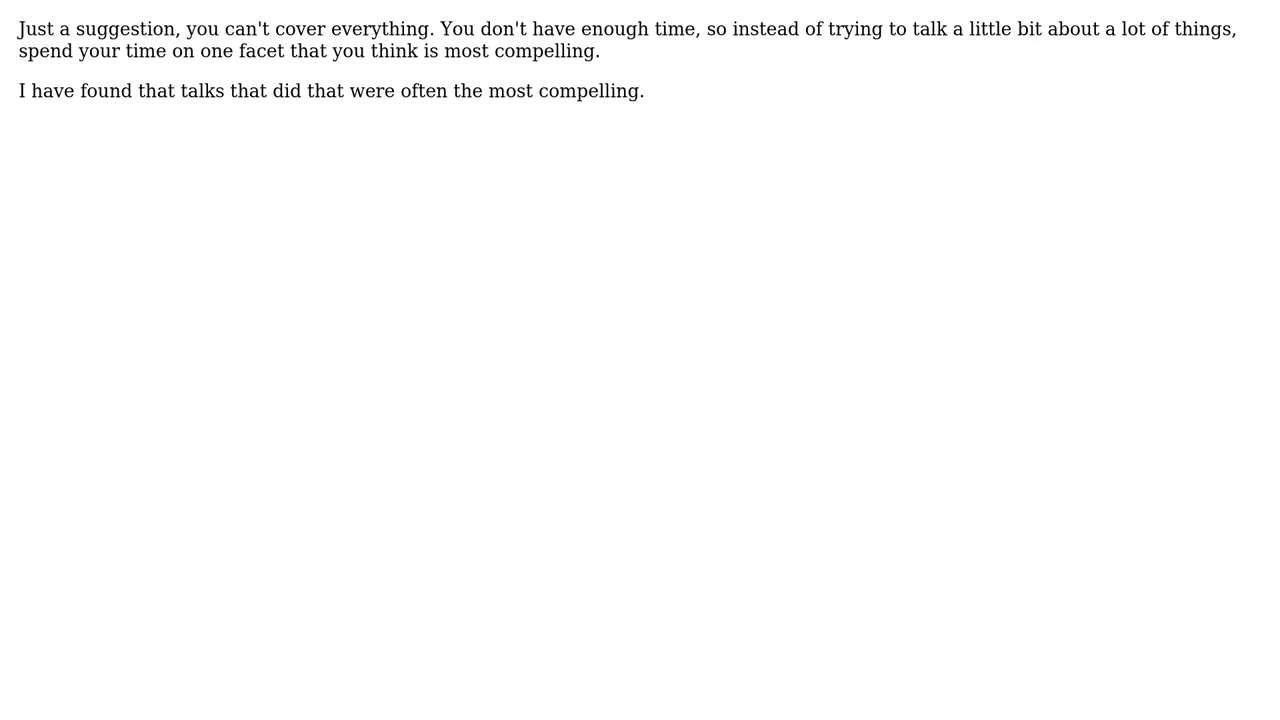 Just a suggestion, you can't cover everything. You don't have enough time, so instead of trying to talk a little bit about a lot of things,
spend your time on one facet that you think is most compelling.
I have found that talks that did that were often the most compelling.